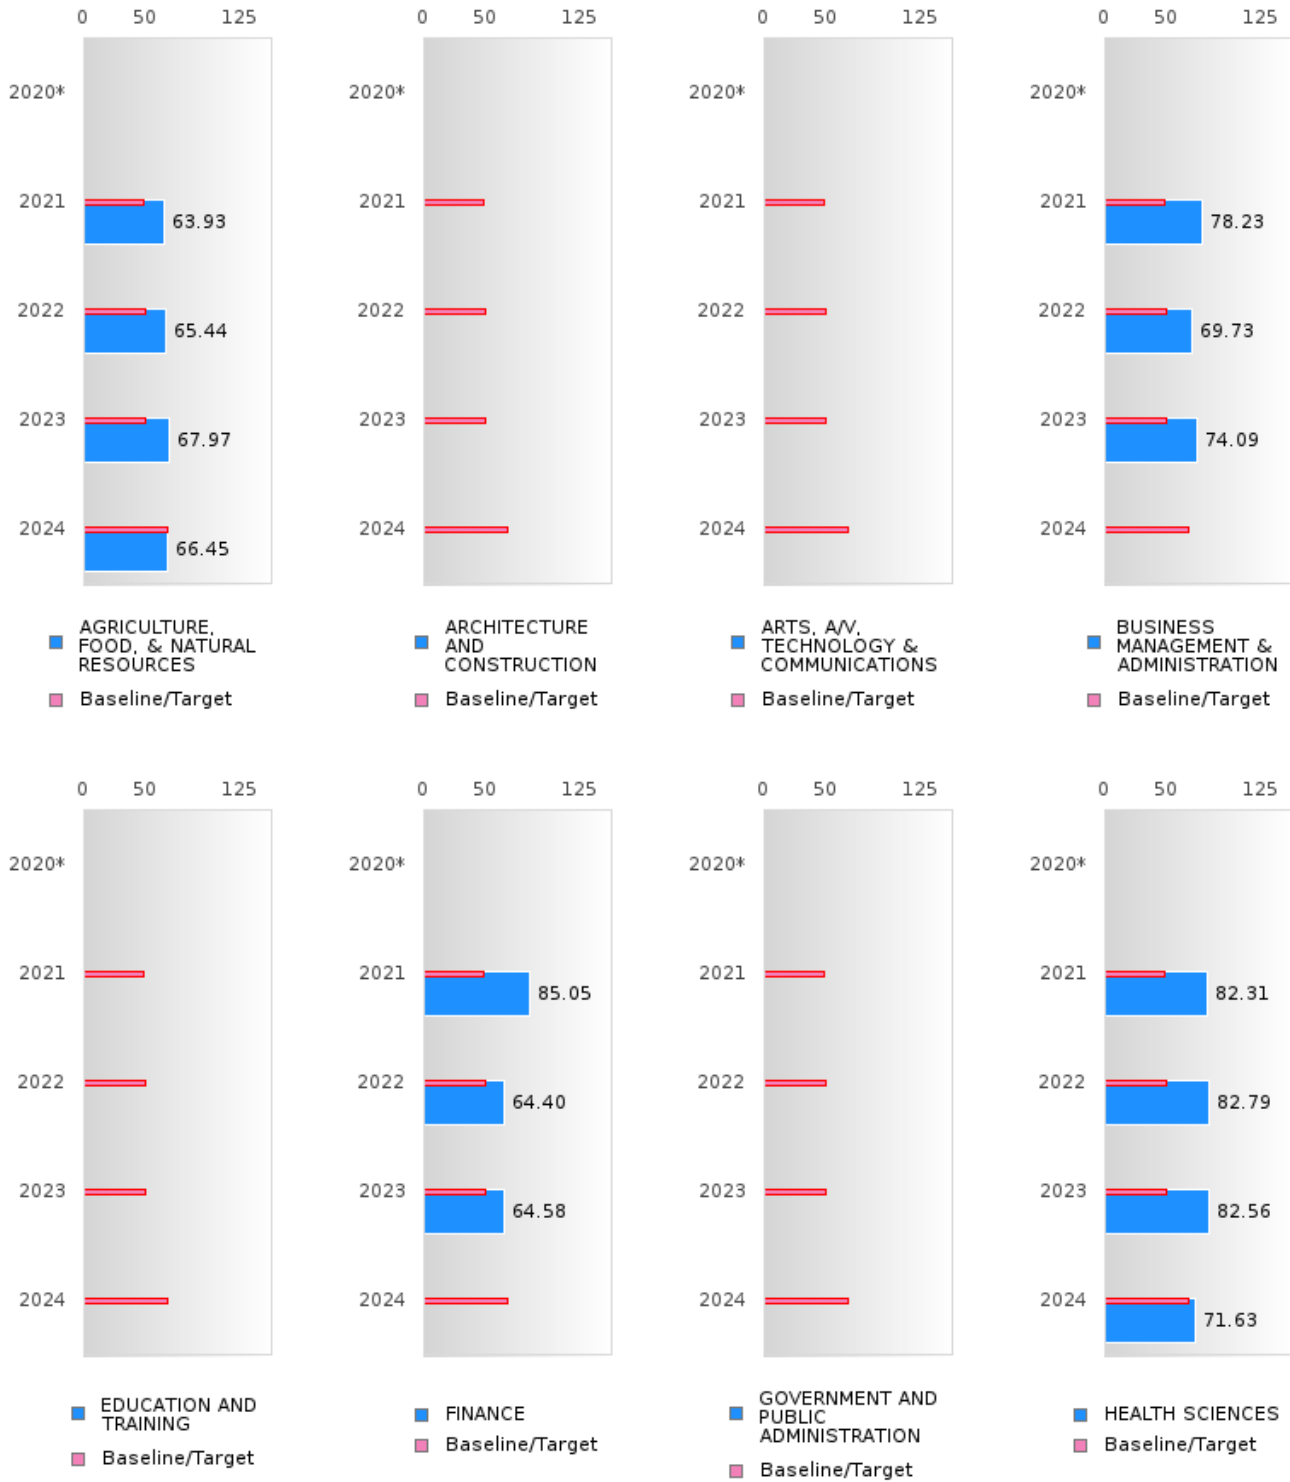 0 50 125
2020*
2021
63.93
2022
65.44
2023
67.97
2024
66.45
AGRICULTURE,
FOOD, & NATURAL
RESOURCES
Baseline/Target
0 50 125
2020*
2021
2022
2023
2024
ARCHITECTURE
AND
CONSTRUCTION
Baseline/Target
0 50 125
2020*
2021
2022
2023
2024
ARTS, A/V,
TECHNOLOGY &
COMMUNICATIONS
Baseline/Target
0 50 125
2020*
2021
78.23
2022
69.73
2023
74.09
2024
BUSINESS
MANAGEMENT &
ADMINISTRATION
Baseline/Target
0 50 125
2020*
2021
2022
2023
2024
EDUCATION AND
TRAINING
Baseline/Target
0 50 125
2020*
2021
85.05
2022
64.40
2023
64.58
2024
FINANCE
Baseline/Target
0 50 125
2020*
2021
2022
2023
2024
GOVERNMENT AND
PUBLIC
ADMINISTRATION
Baseline/Target
0 50 125
2020*
2021
82.31
2022
82.79
2023
82.56
2024
71.63
HEALTH SCIENCES
Baseline/Target